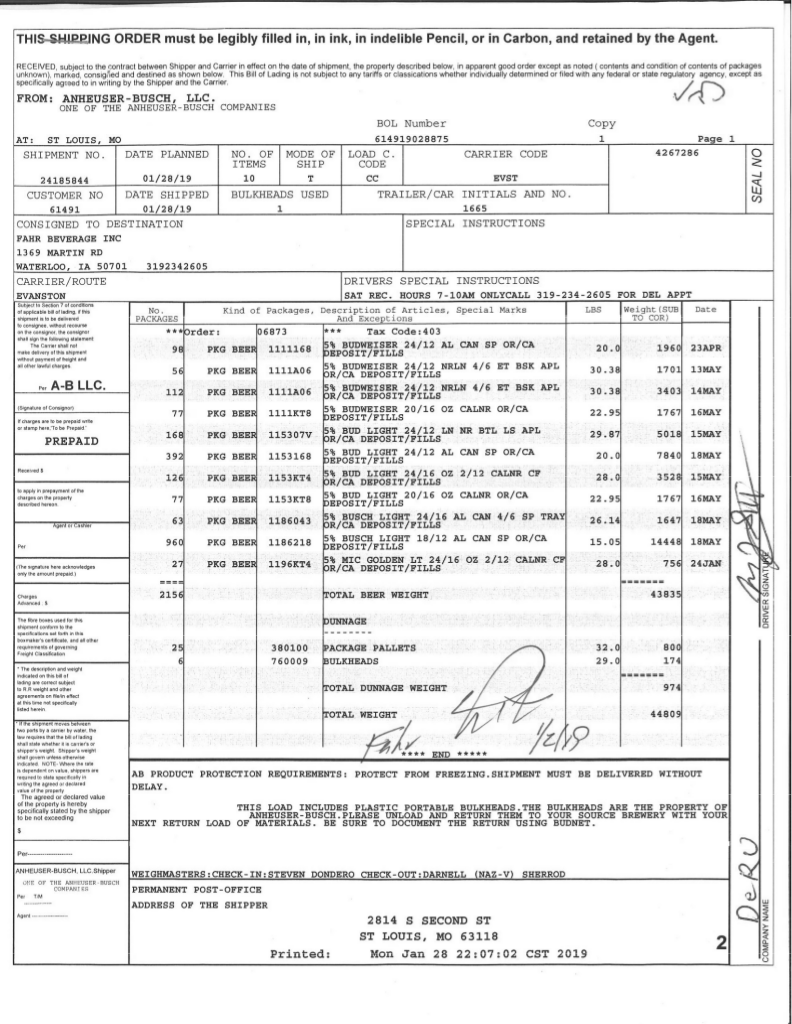 THIS SHIPPING ORDER must be legibly filled in, in ink, in indelible Pencil, or in Carbon, and retained by the Agent.
RECEIVED, subject to the contract between Shipper and Carrier in effect on the date of shipment, the property described below, in apparent good order except as noted ( contents and condition of contents of packages
unknown), marked, consigned and destined as shown below. This Bill of Lading is not subject to any tariffs or classications whether individually determined or filed with any federal or state regulatory agency, except as
specifically agreed to in writing by the Shipper and the Carrier.
FROM: ANHEUSER-BUSCH, LLC.
ONE OF THE ANHEUSER-BUSCH COMPANIES
BOL Number Copy
AT: ST LOUIS, MO 614919028875 1 Page 1
SHIPMENT NO. DATE PLANNED NO. OF ITEMS MODE OF SHIP LOAD C. CODE CARRIER CODE 4267286 SEAL NO
24185844 01/28/19 10 T CC EVST
CUSTOMER NO DATE SHIPPED BULKHEADS USED TRAILER/CAR INITIALS AND NO.
61491 01/28/19 1 1665
CONSIGNED TO DESTINATION SPECIAL INSTRUCTIONS
FAHR BEVERAGE INC
1369 MARTIN RD
WATERLOO, IA 50701 3192342605
CARRIER/ROUTE DRIVERS SPECIAL INSTRUCTIONS
EVANSTON SAT REC. HOURS 7-10AM ONLYCALL 319-234-2605 FOR DEL APPT
Subject to Section 7 of conditions
of applicable bill of lading, if this
shipment is to be delivered
to consignee, without recourse
on the consignor, the consignor
shall sign the following statement
The Carrier shall not
make delivery of this shipment
without payment of freight and
all other lawful charges.
Per A-B LLC.
(Signature of Consignor)
If charges are to be prepaid write
or stamp here,"To be Prepaid."
PREPAID
Received $
to apply in prepayment of the
charges on the property
described hereon.
Agent or Cashier
Per
(The signature here acknowledges
only the amount prepaid.)
Charges
Advanced : $
The fibre boxes used for this
shipment conform to the
specifications set forth in this
boxmaker's certificate, and all other
requirements of governing
Freight Classification
* The description and weight
indicated on this bill of
lading are correct subject
to R.R weight and other
agreements on file/in effect
at this time not specifically
listed herein.
* If the shipment moves between
two ports by a carrier by water, the
law requires that the bill of lading
shall state whether it is carrier's or
shipper's weight. Shipper's weight
shall govern unless otherwise
indicated. NOTE- Where the rate
is dependent on value, shippers are
required to state specifically in
writing the agreed or declared
value of the property
The agreed or declared value
of the property is hereby
specifically stated by the shipper
to be not exceeding
$
Per--------------------
ANHEUSER-BUSCH, LLC.Shipper
ONE OF THE ANHEUSER-BUSCH
COMPANIES
Per T/M
Agent
No. PACKAGES Kind of Packages, Description of Articles, Special Marks And Exceptions LBS Weight(SUB TO COR) Date
***Order: 06873 *** Tax Code:403
98 PKG BEER 1111168 5% BUDWEISER 24/12 AL CAN SP OR/CA DEPOSIT/FILLS 20.0 1960 23APR
56 PKG BEER 1111A06 5% BUDWEISER 24/12 NRLN 4/6 ET BSK APL OR/CA DEPOSIT/FILLS 30.38 1701 13MAY
112 PKG BEER 1111A06 5% BUDWEISER 24/12 NRLN 4/6 ET BSK APL OR/CA DEPOSIT/FILLS 30.38 3403 14MAY
77 PKG BEER 1111KT8 5% BUDWEISER 20/16 OZ CALNR OR/CA DEPOSIT/FILLS 22.95 1767 16MAY
168 PKG BEER 115307V 5% BUD LIGHT 24/12 LN NR BTL LS APL OR/CA DEPOSIT/FILLS 29.87 5018 15MAY
392 PKG BEER 1153168 5% BUD LIGHT 24/12 AL CAN SP OR/CA DEPOSIT/FILLS 20.0 7840 18MAY
126 PKG BEER 1153KT4 5% BUD LIGHT 24/16 OZ 2/12 CALNR CF OR/CA DEPOSIT/FILLS 28.0 3528 15MAY
77 PKG BEER 1153KT8 5% BUD LIGHT 20/16 OZ CALNR OR/CA DEPOSIT/FILLS 22.95 1767 16MAY
63 PKG BEER 1186043 5% BUSCH LIGHT 24/16 AL CAN 4/6 SP TRAY OR/CA DEPOSIT/FILLS 26.14 1647 18MAY
960 PKG BEER 1186218 5% BUSCH LIGHT 18/12 AL CAN SP OR/CA DEPOSIT/FILLS 15.05 14448 18MAY
27 PKG BEER 1196KT4 5% MIC GOLDEN LT 24/16 OZ 2/12 CALNR CF OR/CA DEPOSIT/FILLS 28.0 756 24JAN
==== =======
2156 TOTAL BEER WEIGHT 43835
DUNNAGE
-------
25 380100 PACKAGE PALLETS 32.0 800
6 760009 BULKHEADS 29.0 174
=======
TOTAL DUNNAGE WEIGHT 974
TOTAL WEIGHT 44809
Fahr 1/2/19
**** END *****
AB PRODUCT PROTECTION REQUIREMENTS: PROTECT FROM FREEZING.SHIPMENT MUST BE DELIVERED WITHOUT
DELAY.
THIS LOAD INCLUDES PLASTIC PORTABLE BULKHEADS.THE BULKHEADS ARE THE PROPERTY OF
ANHEUSER-BUSCH.PLEASE UNLOAD AND RETURN THEM TO YOUR SOURCE BREWERY WITH YOUR
NEXT RETURN LOAD OF MATERIALS. BE SURE TO DOCUMENT THE RETURN USING BUDNET.
WEIGHMASTERS:CHECK-IN:STEVEN DONDERO CHECK-OUT:DARNELL (NAZ-V) SHERROD
PERMANENT POST-OFFICE
ADDRESS OF THE SHIPPER
2814 S SECOND ST
ST LOUIS, MO 63118
Printed: Mon Jan 28 22:07:02 CST 2019
2
DRIVER SIGNATURE
DeRU
COMPANY NAME